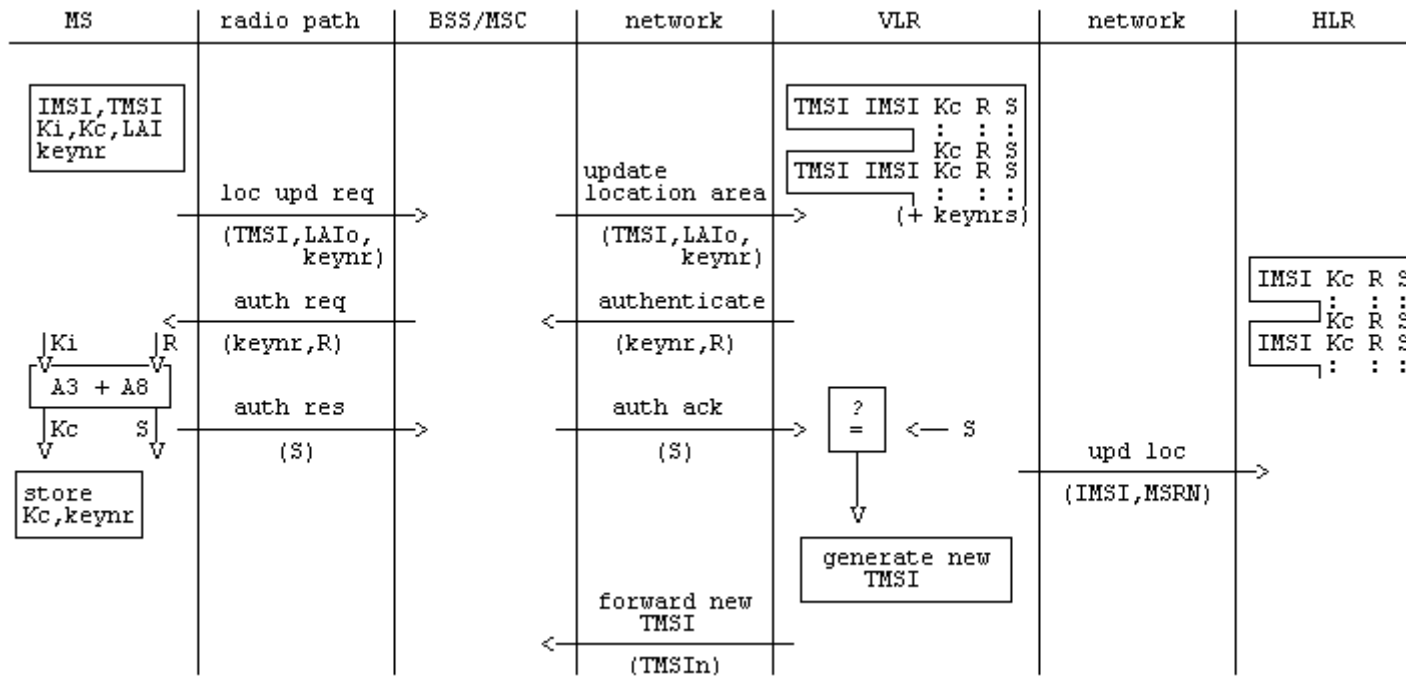 MS radio path BSS/MSC network VLR network HLR
IMSI,TMSI
Ki,Kc,LAI
keynr
TMSI IMSI Kc R S
: : :
Kc R S
TMSI IMSI Kc R S
: : :
(+ keynrs)
loc upd req
(TMSI,LAIo,
keynr)
update
location area
(TMSI,LAIo,
keynr)
IMSI Kc R S
: : :
Kc R S
IMSI Kc R S
: : :
auth req
(keynr,R)
authenticate
(keynr,R)
Ki R
A3 + A8
Kc S
auth res
(S)
auth ack
(S)
?
=
S
upd loc
(IMSI,MSRN)
store
Kc,keynr
generate new
TMSI
forward new
TMSI
(TMSIn)